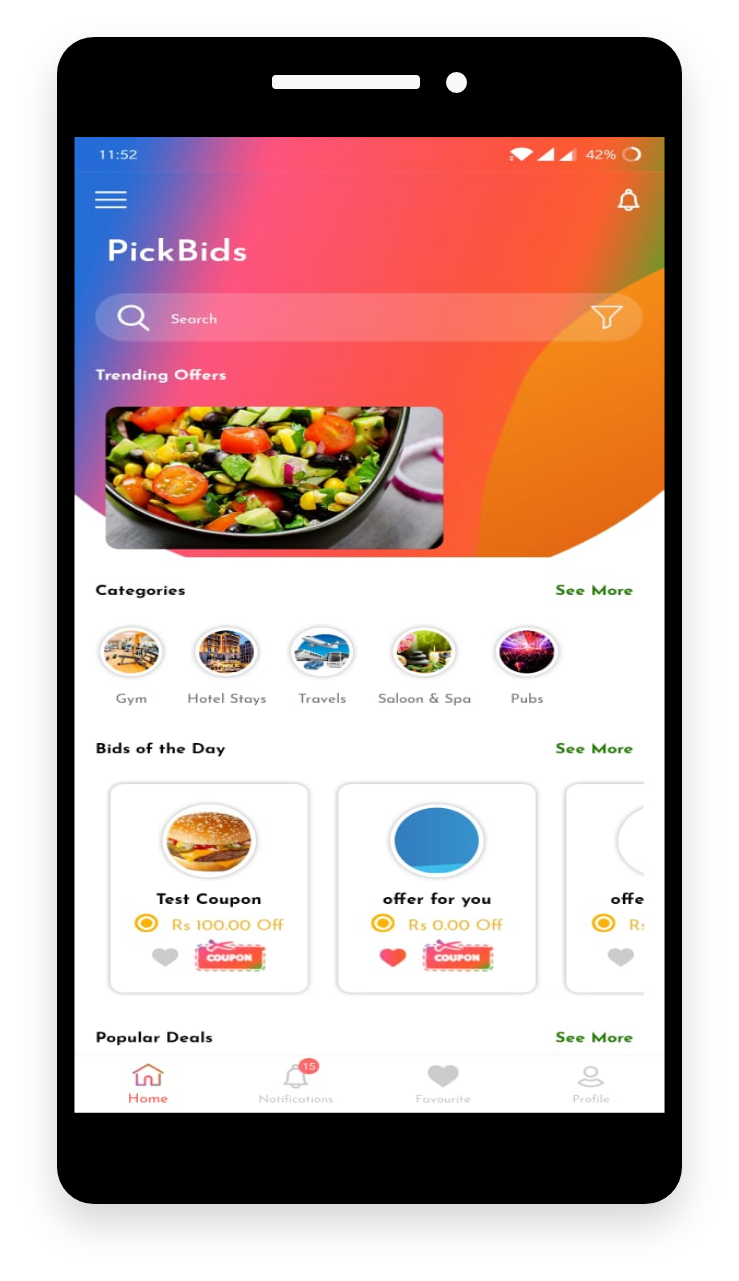 11:52 42%
PickBids
Search
Trending Offers
Categories See More
Gym Hotel Stays Travels Saloon & Spa Pubs
Bids of the Day See More
Test Coupon offer for you offe
Rs 100.00 Off Rs 0.00 Off Rs
COUPON COUPON
Popular Deals See More
15
Home Notifications Favourite Profile